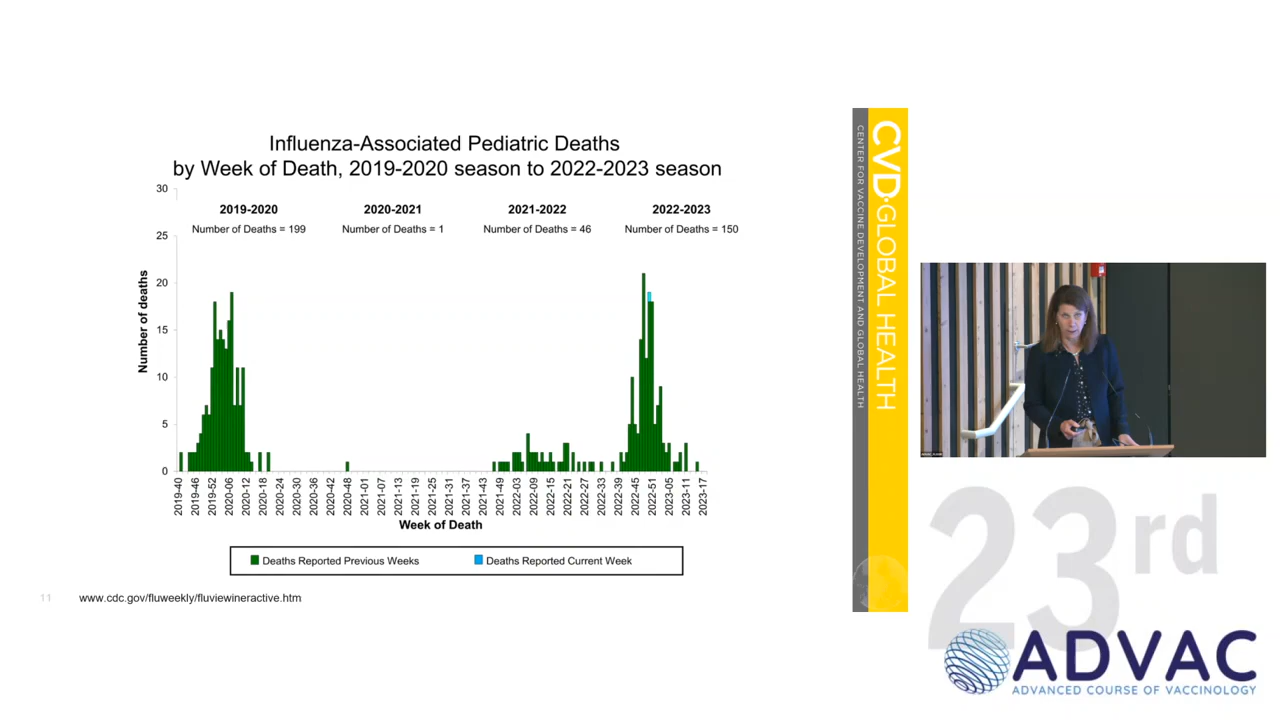 Influenza-Associated Pediatric Deaths
by Week of Death, 2019-2020 season to 2022-2023 season
30
2019-2020
2020-2021
2021-2022
2022-2023
Number of Deaths = 199
Number of Deaths = 1
Number of Deaths = 46
Number of Deaths = 150
25
20
15
10
5
0
Number of deaths
2019-40
2019-46
2019-52
2020-06
2020-12
2020-18
2020-24
2020-30
2020-36
2020-42
2020-48
2021-01
2021-07
2021-13
2021-19
2021-25
2021-31
2021-37
2021-43
2021-49
2022-03
2022-09
2022-15
2022-21
2022-27
2022-33
2022-39
2022-45
2022-51
2023-05
2023-11
2023-17
Week of Death
Deaths Reported Previous Weeks
Deaths Reported Current Week
11
www.cdc.gov/fluweekly/fluviewineractive.htm
CENTER FOR VACCINE DEVELOPMENT AND GLOBAL HEALTH
CVD·GLOBAL HEALTH
23rd
ADVAC
ADVANCED COURSE OF VACCINOLOGY